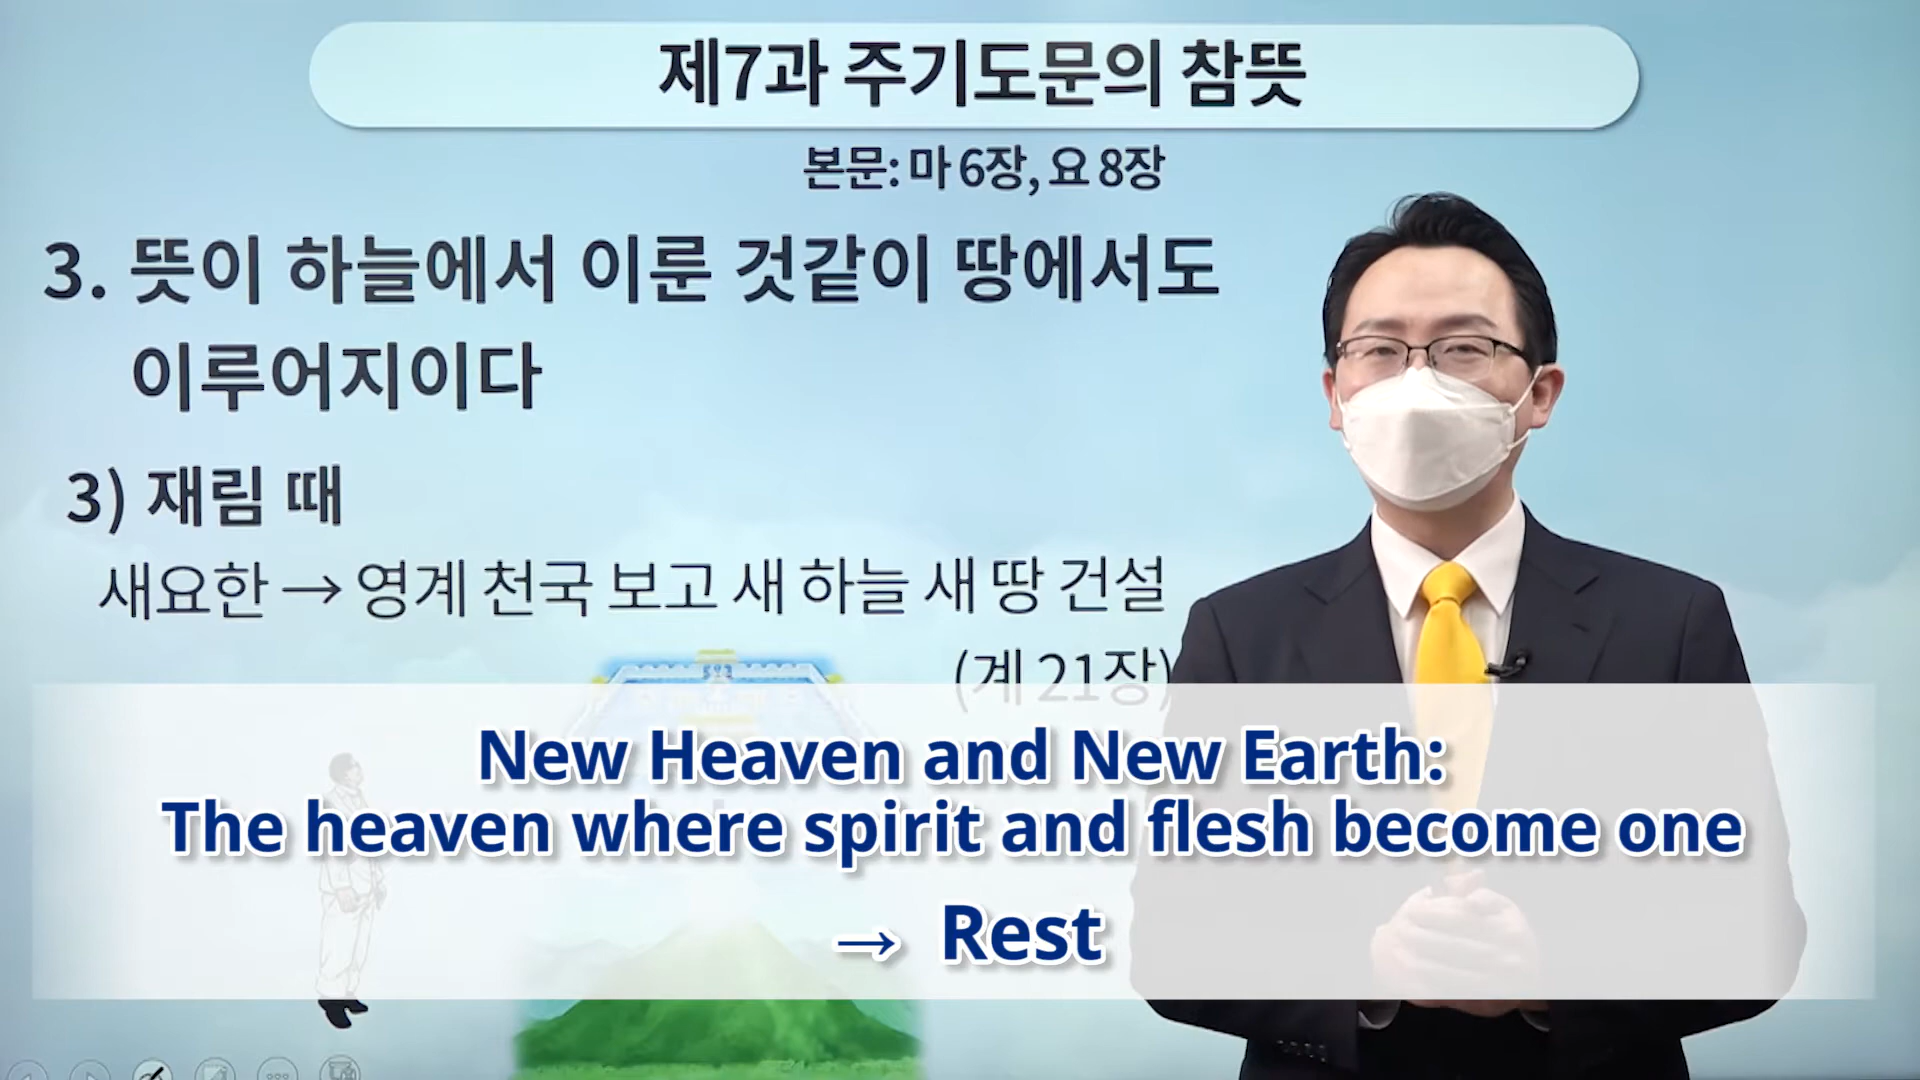 제7과 주기도문의 참뜻
본문: 마 6장, 요 8장
3. 뜻이 하늘에서 이룬 것같이 땅에서도
이루어지이다
3) 재림 때
새요한 → 영계 천국 보고 새 하늘 새 땅 건설
(계 21장)
New Heaven and New Earth:
The heaven where spirit and flesh become one
→ Rest